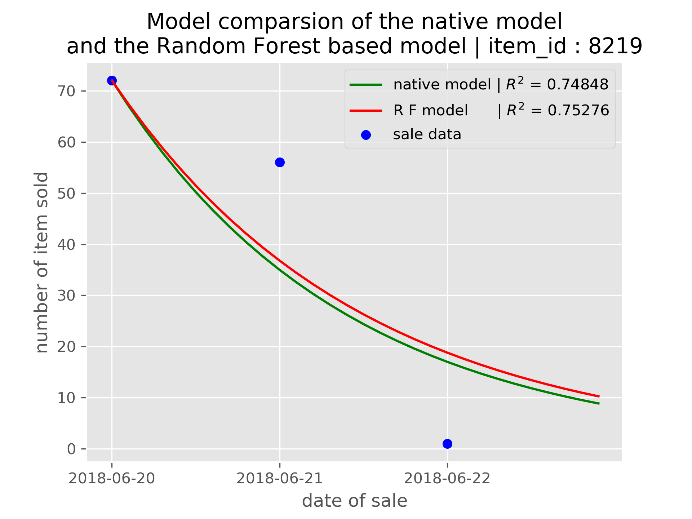 Model comparsion of the native model
and the Random Forest based model | item_id : 8219
native model | R² = 0.74848
R F model | R² = 0.75276
sale data
number of item sold
70
60
50
40
30
20
10
0
2018-06-20 2018-06-21 2018-06-22
date of sale